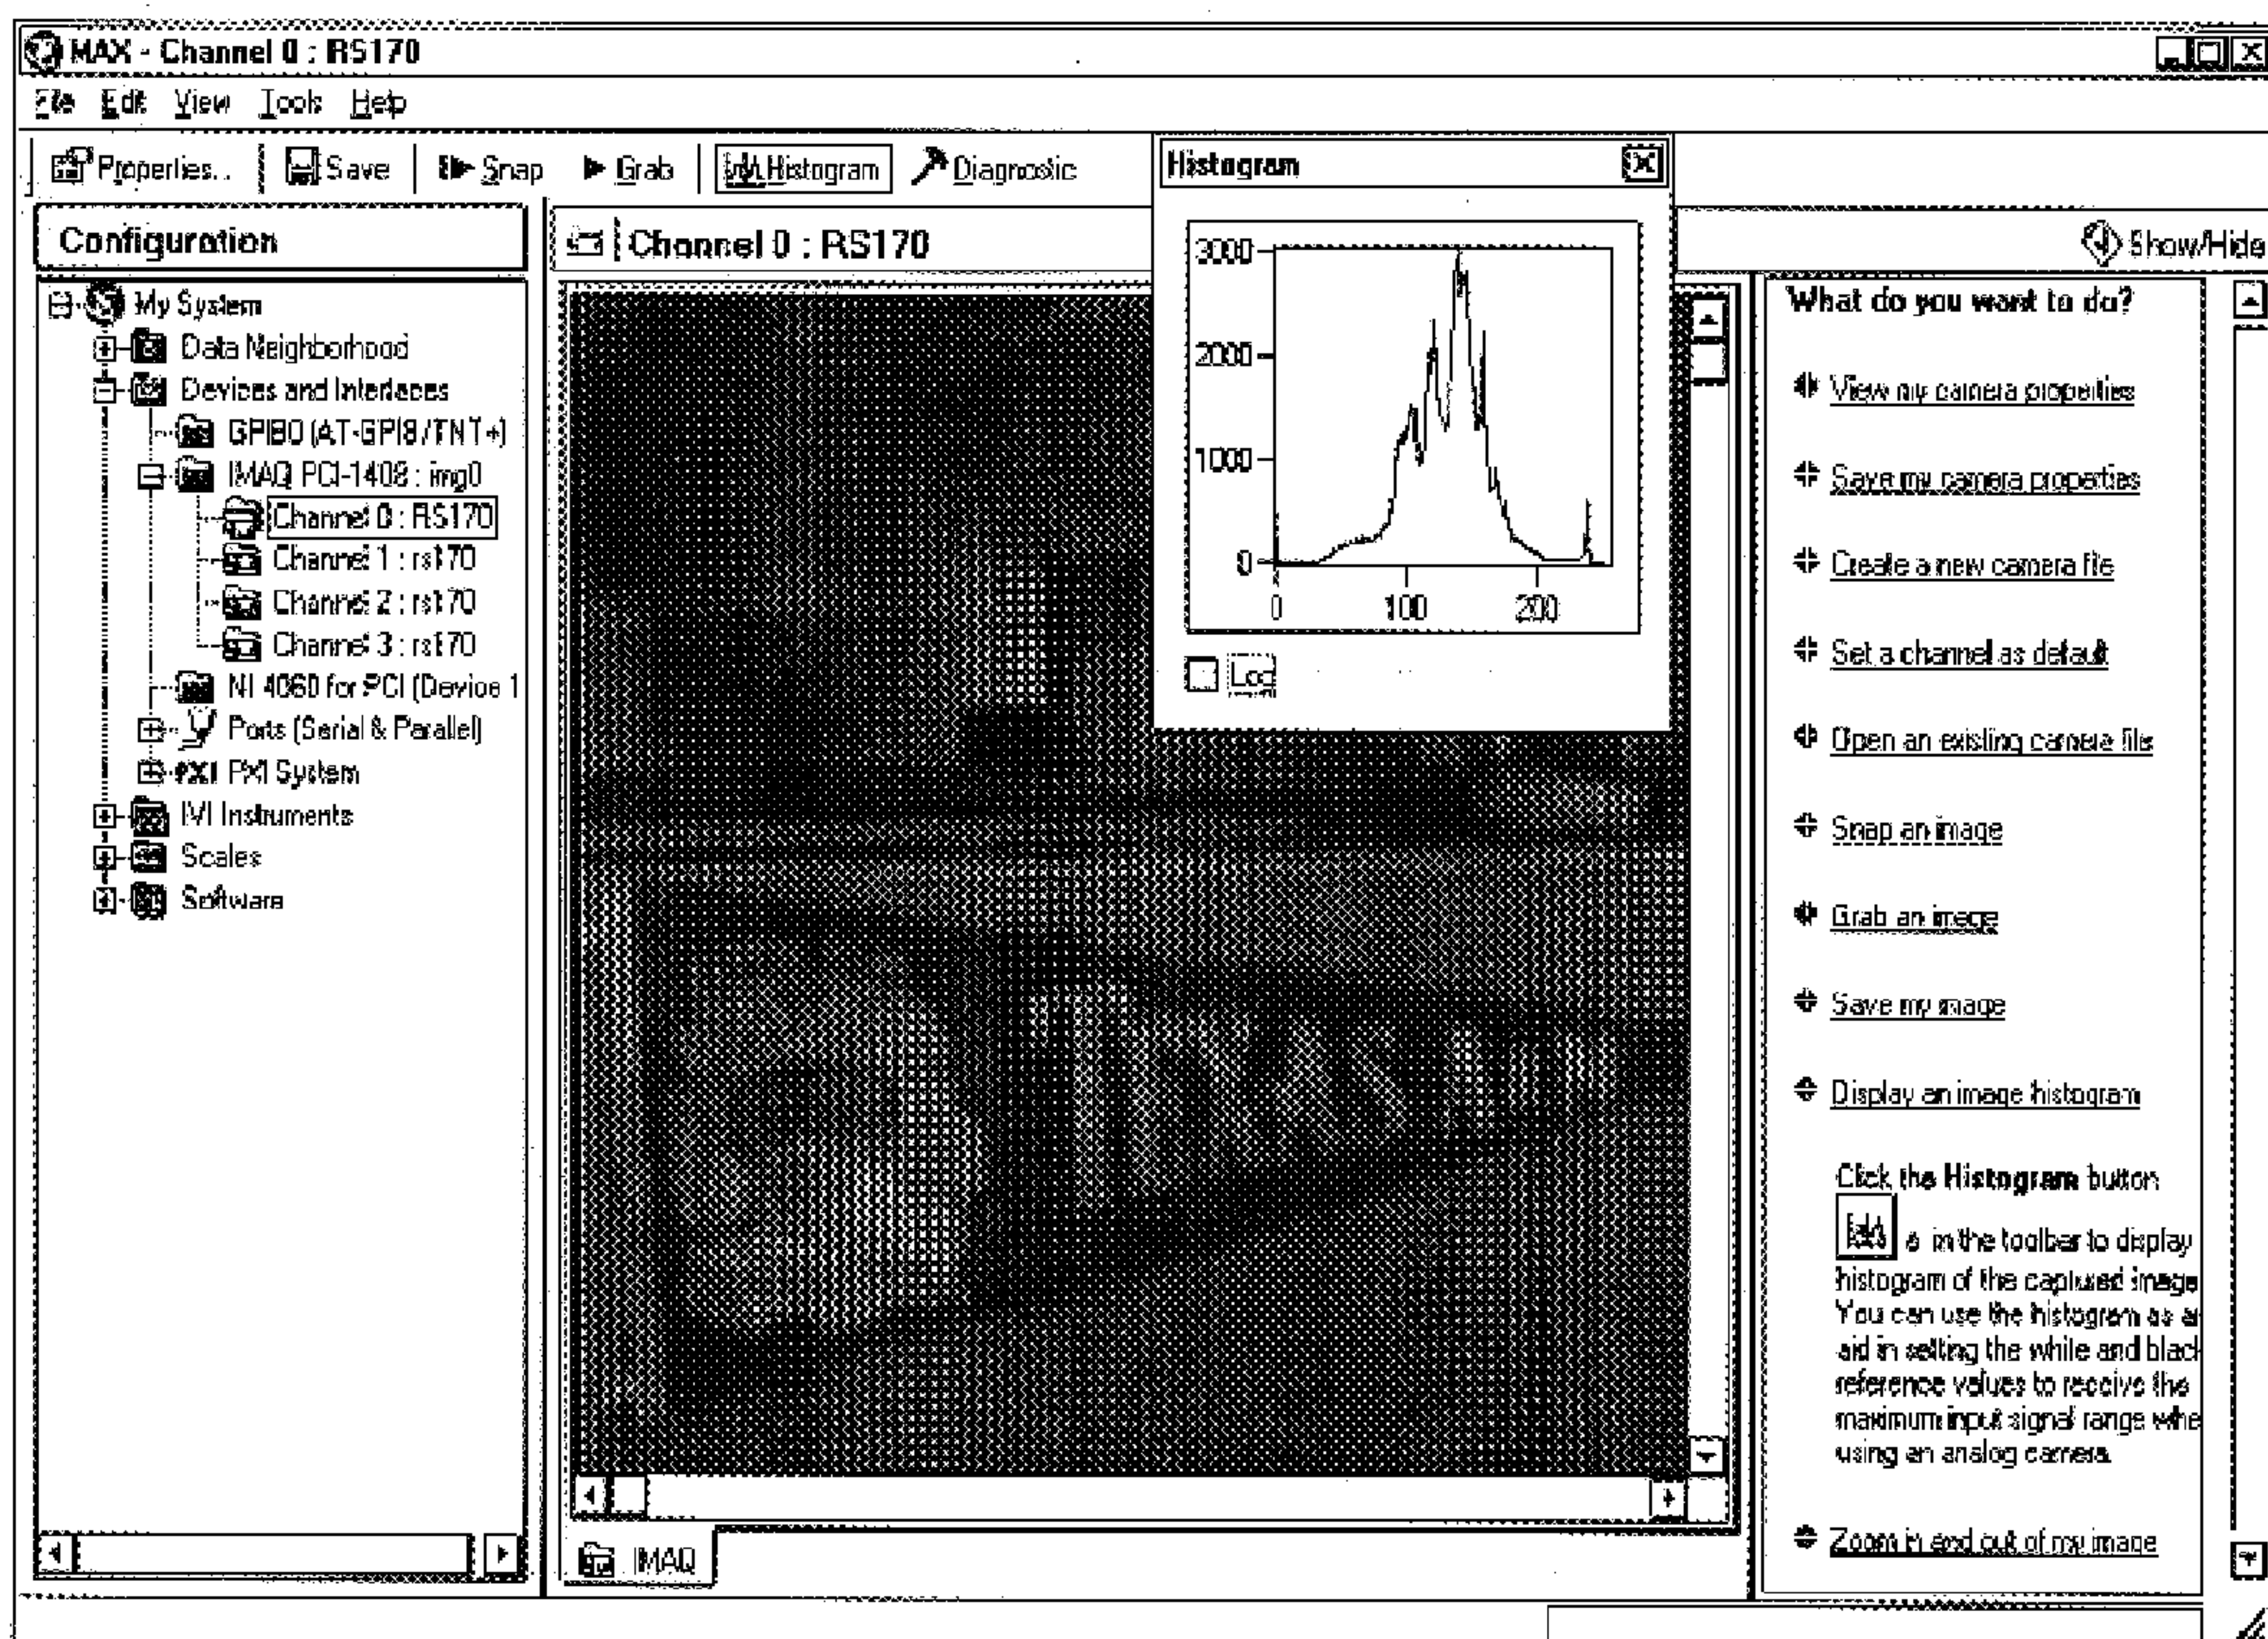 MAX - Channel 0 : RS170
File Edit View Tools Help
Properties... Save Snap Grab Histogram Diagnostic
Histogram
3000
2000
1000
0
0 100 200
Log
Configuration
My System
Data Neighborhood
Devices and Interfaces
GPIB0 (AT-GPIB/TNT+)
IMAQ PCI-1408 : img0
Channel 0 : RS170
Channel 1 : rs170
Channel 2 : rs170
Channel 3 : rs170
NI 4060 for PCI (Device 1
Ports (Serial & Parallel)
PXI PXI System
IVI Instruments
Scales
Software
Channel 0 : RS170
IMAQ
Show/Hide
What do you want to do?
View my camera properties
Save my camera properties
Create a new camera file
Set a channel as default
Open an existing camera file
Snap an image
Grab an image
Save my image
Display an image histogram
Click the Histogram button
a in the toolbar to display
histogram of the captured image
You can use the histogram as a
aid in setting the white and blac
reference values to receive the
maximum input signal range whe
using an analog camera.
Zoom in and out of my image